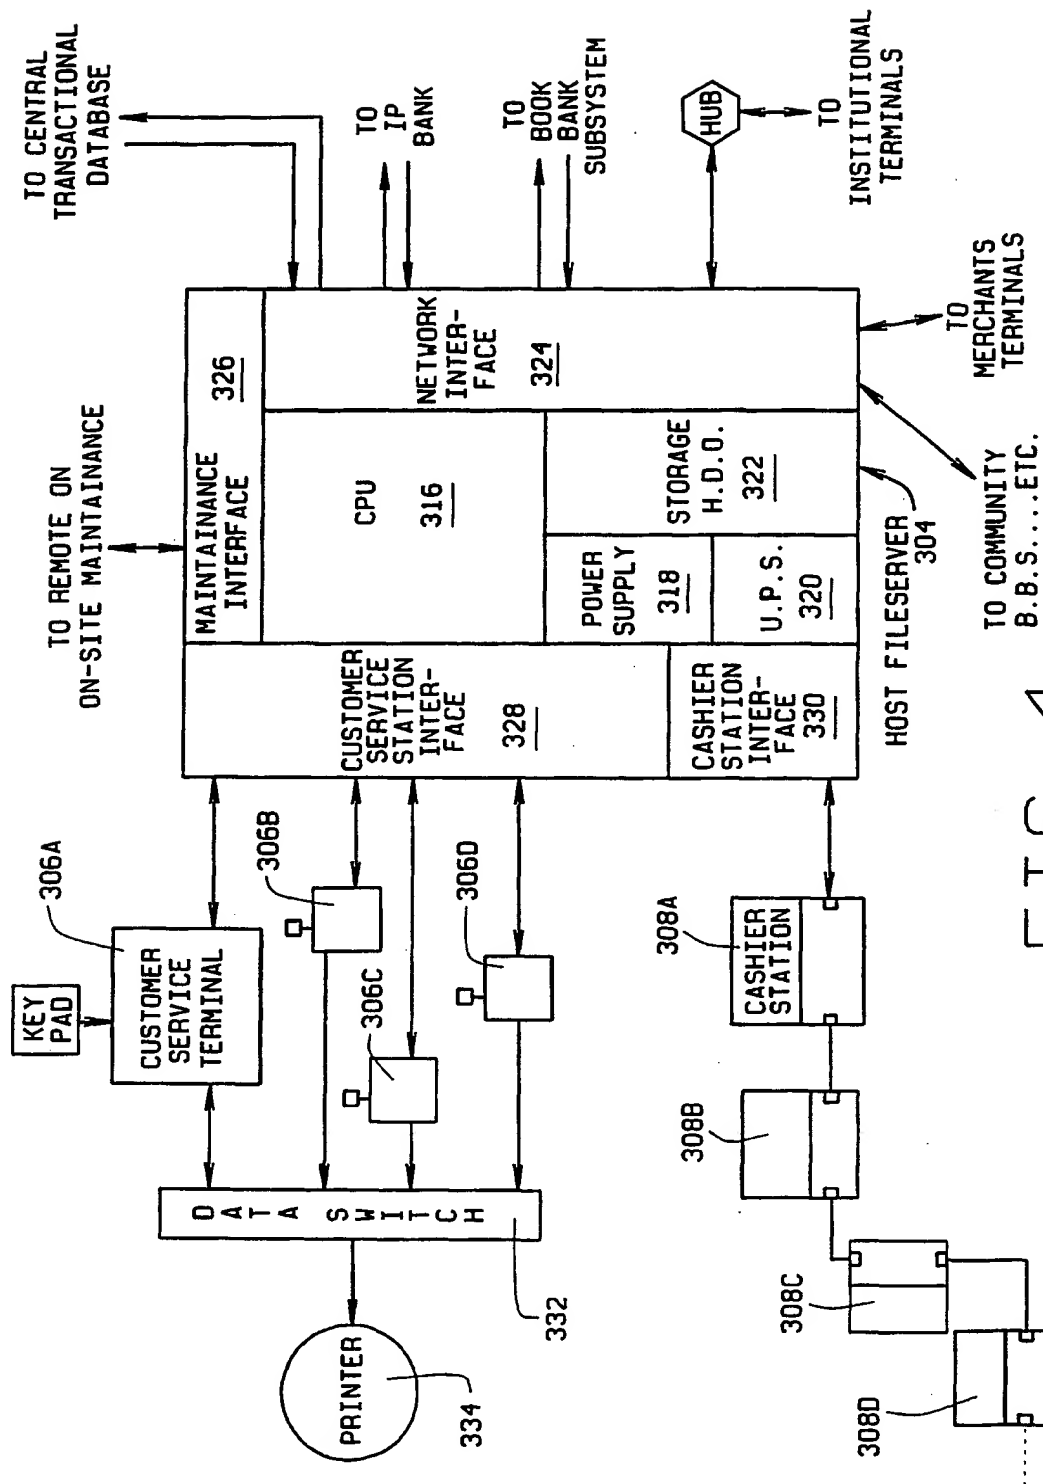 TO CENTRAL
TRANSACTIONAL
DATABASE
TO
IP
BANK
TO
BOOK
BANK
SUBSYSTEM
HUB
TO
INSTITUTIONAL
TERMINALS
TO REMOTE ON
ON-SITE MAINTAINANCE
MAINTAINANCE
INTERFACE
326
NETWORK
INTER-
FACE
324
CPU
316
STORAGE
H.D.O.
322
POWER
SUPPLY
318
U.P.S.
320
TO
MERCHANTS
TERMINALS
TO COMMUNITY
B.B.S....ETC.
HOST FILESERVER
304
CUSTOMER
SERVICE
STATION
INTER-
FACE
328
CASHIER
STATION
INTER-
FACE
330
306A
KEY
PAD
CUSTOMER
SERVICE
TERMINAL
306B
306C
306D
DATA SWITCH
332
PRINTER
334
308A
CASHIER
STATION
308B
308C
308D